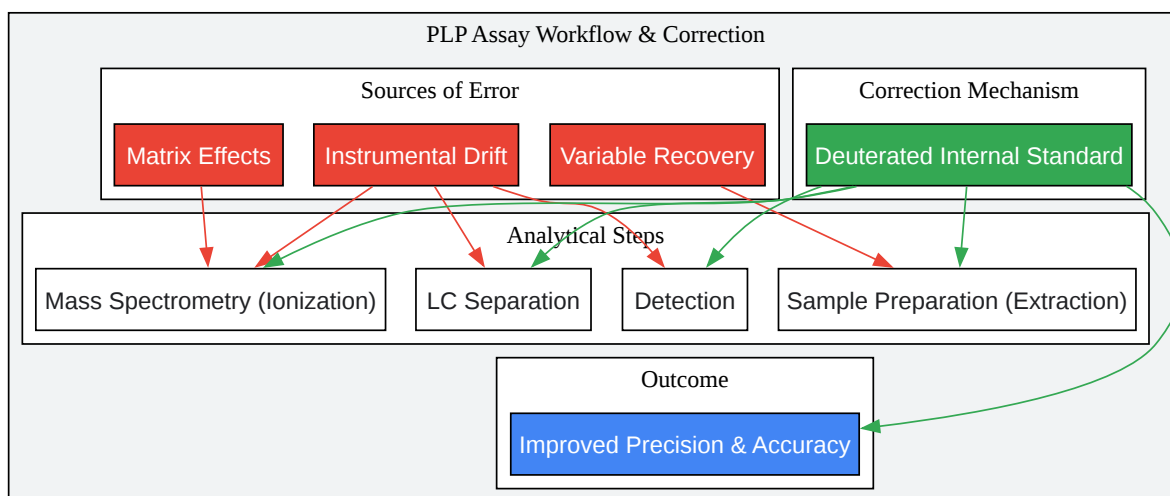 PLP Assay Workflow & Correction
Sources of Error
Correction Mechanism
Matrix Effects
Instrumental Drift
Variable Recovery
Deuterated Internal Standard
Analytical Steps
Mass Spectrometry (Ionization)
LC Separation
Detection
Sample Preparation (Extraction)
Outcome
Improved Precision & Accuracy